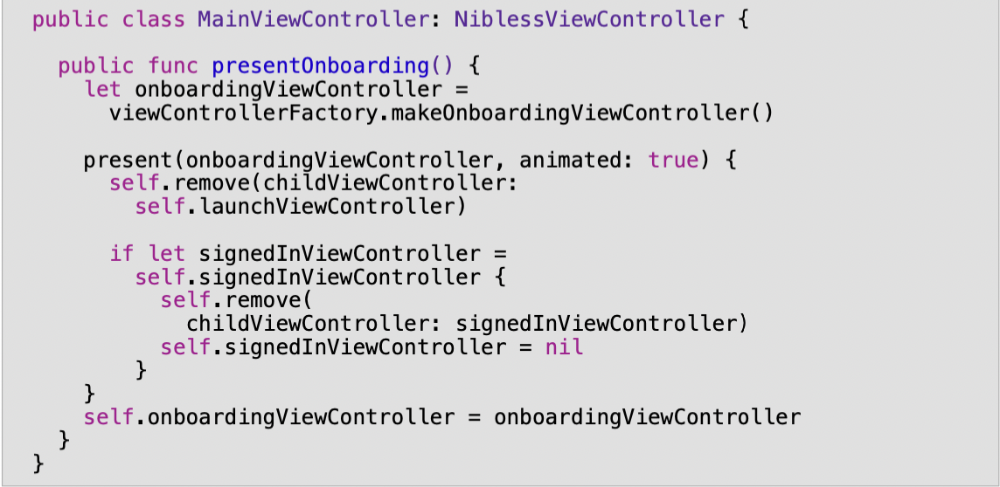 public class MainViewController: NiblessViewController {

  public func presentOnboarding() {
    let onboardingViewController =
      viewControllerFactory.makeOnboardingViewController()

    present(onboardingViewController, animated: true) {
      self.remove(childViewController:
        self.launchViewController)

      if let signedInViewController =
        self.signedInViewController {
          self.remove(
            childViewController: signedInViewController)
          self.signedInViewController = nil
        }
    }
    self.onboardingViewController = onboardingViewController
  }
}